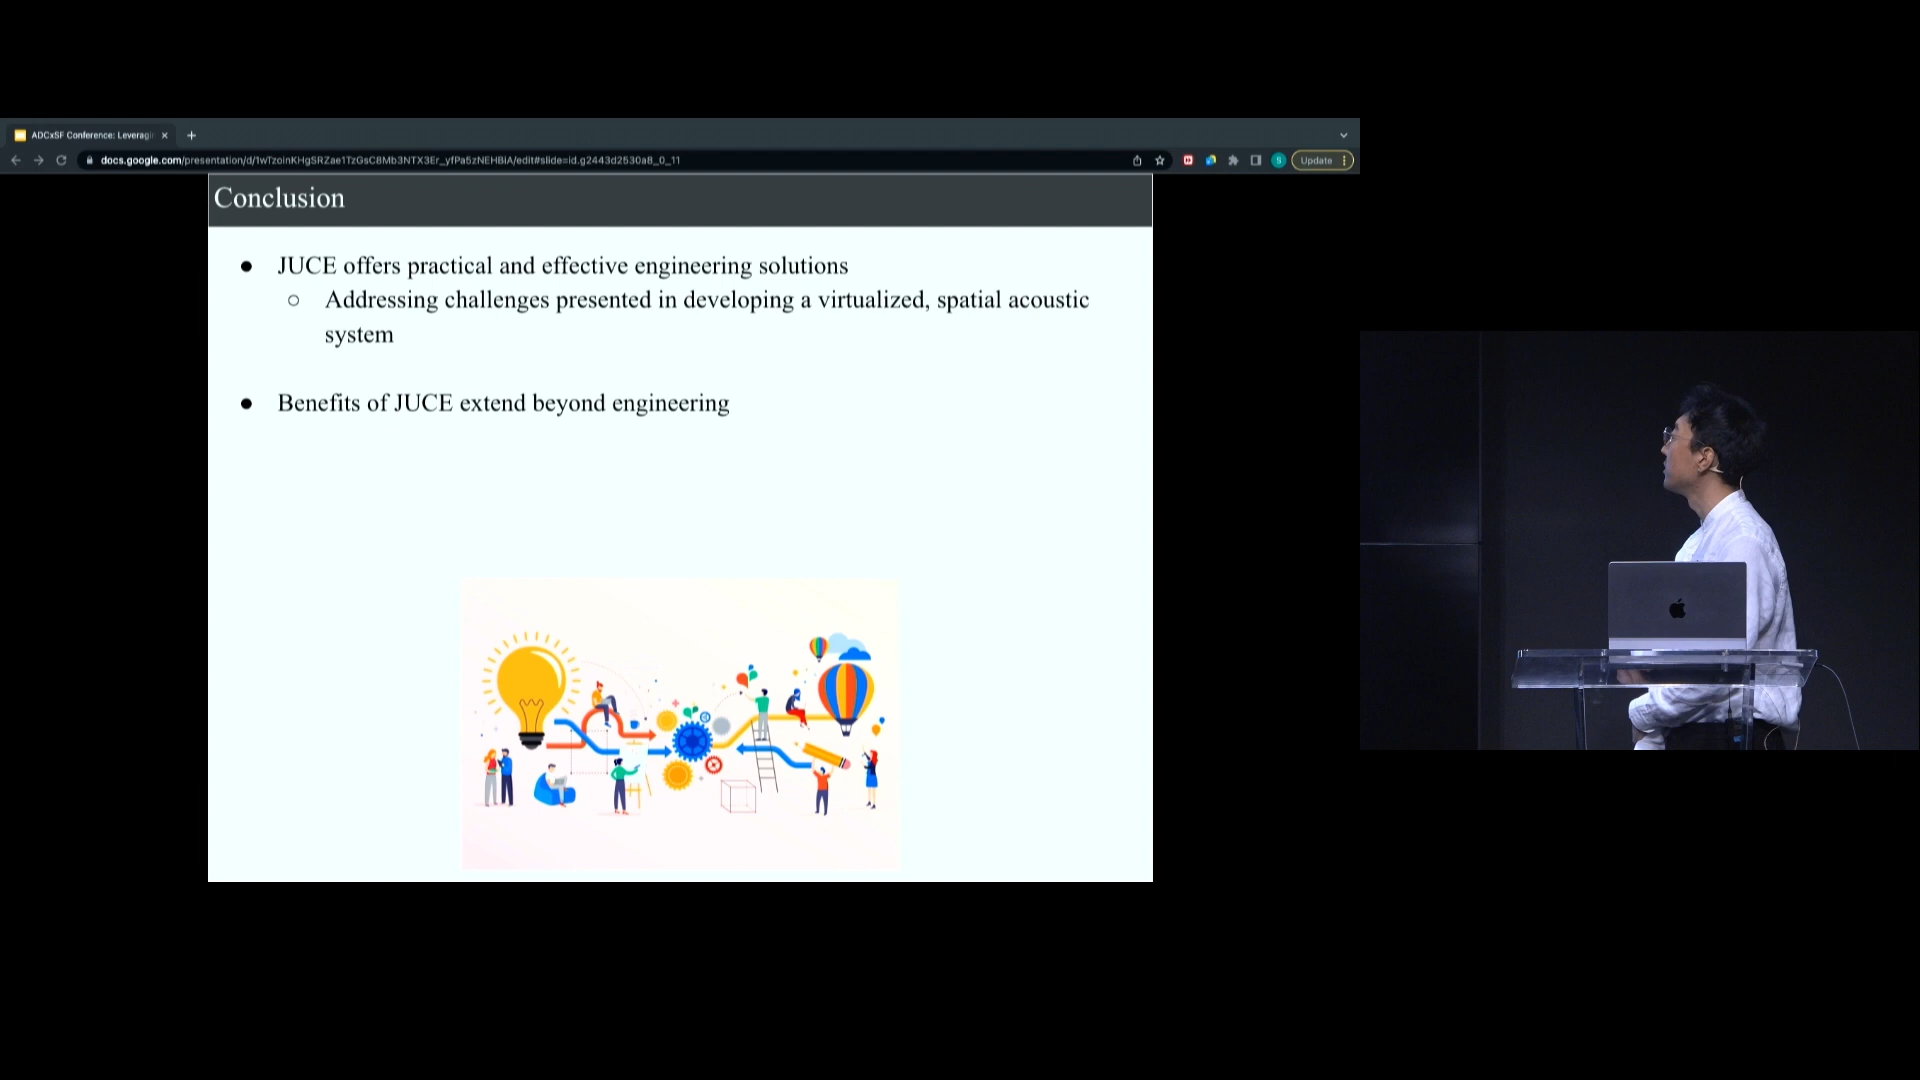 ADCxSF Conference: Leveragi
docs.google.com/presentation/d/1wTzoinKHgSRZae1TzGsC8Mb3NTX3Er_yfPa5zNEHBiA/edit#slide=id.g2443d2530a8_0_11
S
Update
Conclusion
● JUCE offers practical and effective engineering solutions
○ Addressing challenges presented in developing a virtualized, spatial acoustic
system
● Benefits of JUCE extend beyond engineering